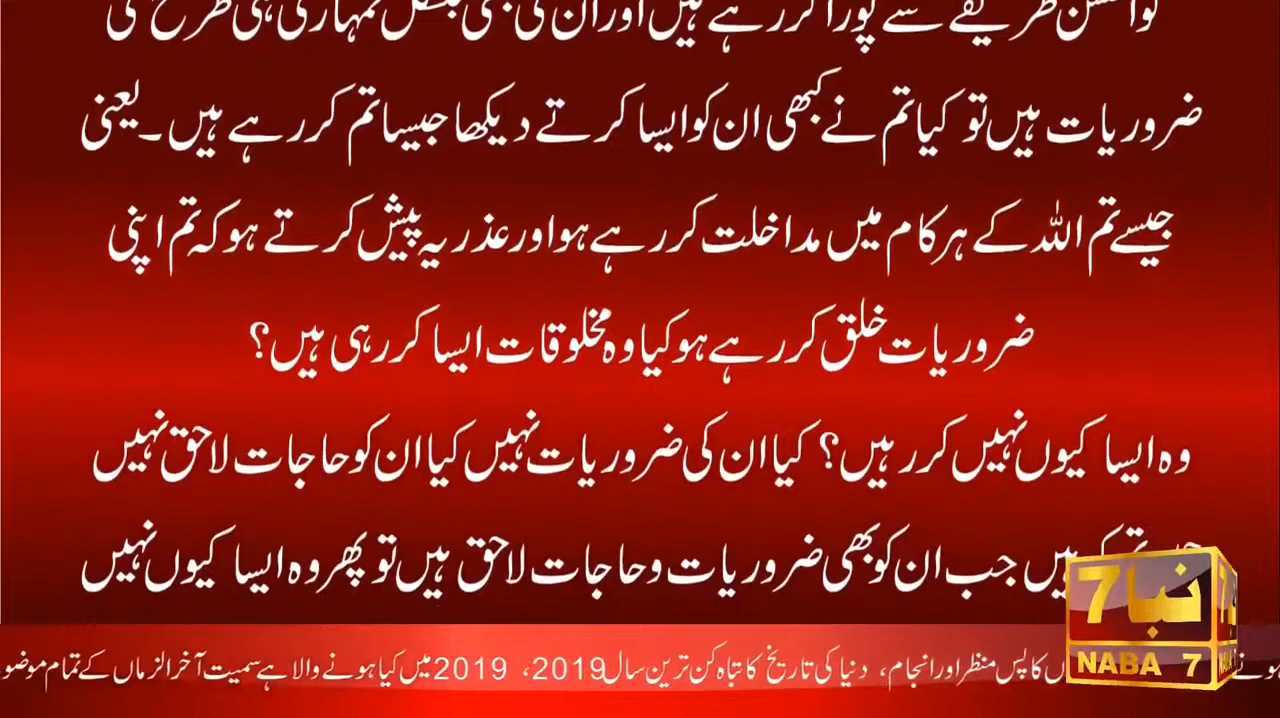 کو احسن طریقے سے پورا کر رہے ہیں اور ان کی بھی بالکل تمہاری ہی طرح کی
ضروریات ہیں تو کیا تم نے کبھی ان کو ایسا کرتے دیکھا جیسا تم کر رہے ہیں۔ یعنی
جیسے تم اللہ کے ہر کام میں مداخلت کر رہے ہو اور عذر یہ پیش کرتے ہو کہ تم اپنی
ضروریات خلق کر رہے ہو کیا وہ مخلوقات ایسا کر رہی ہیں؟
وہ ایسا کیوں نہیں کر رہیں؟ کیا ان کی ضروریات نہیں کیا ان کو حاجات لاحق نہیں
ہیں جب ان کو بھی ضروریات و حاجات لاحق ہیں تو پھر وہ ایسا کیوں نہیں
نبا 7
NABA 7
کا پس منظر اور انجام، دنیا کی تاریخ کا تباہ کن ترین سال 2019، 2019 میں کیا ہونے والا ہے سمیت آخرالزماں کے تمام